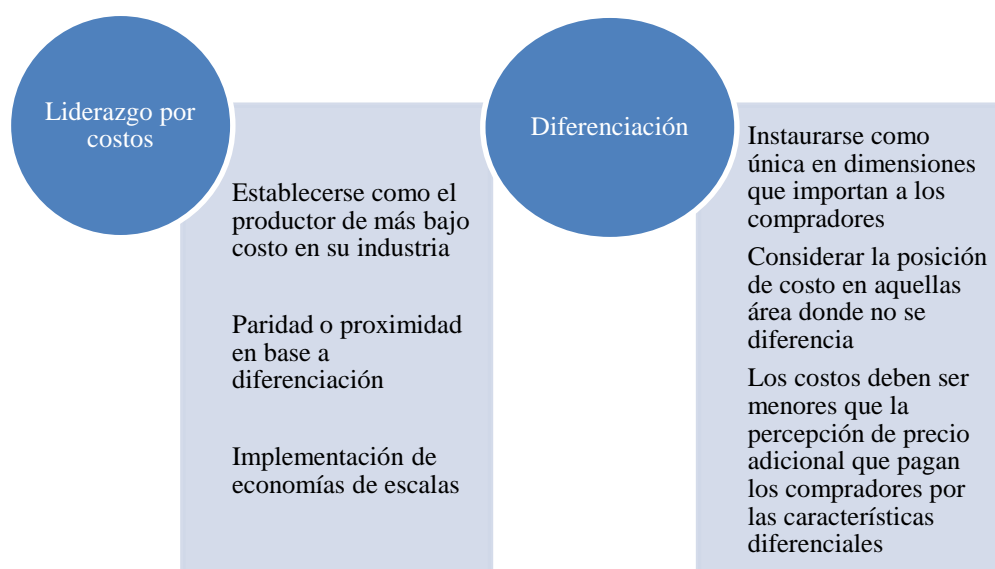 Liderazgo por
costos
Establecerse como el
productor de más bajo
costo en su industria
Paridad o proximidad
en base a
diferenciación
Implementación de
economías de escalas
Diferenciación
Instaurarse como
única en dimensiones
que importan a los
compradores
Considerar la posición
de costo en aquellas
área donde no se
diferencia
Los costos deben ser
menores que la
percepción de precio
adicional que pagan
los compradores por
las características
diferenciales